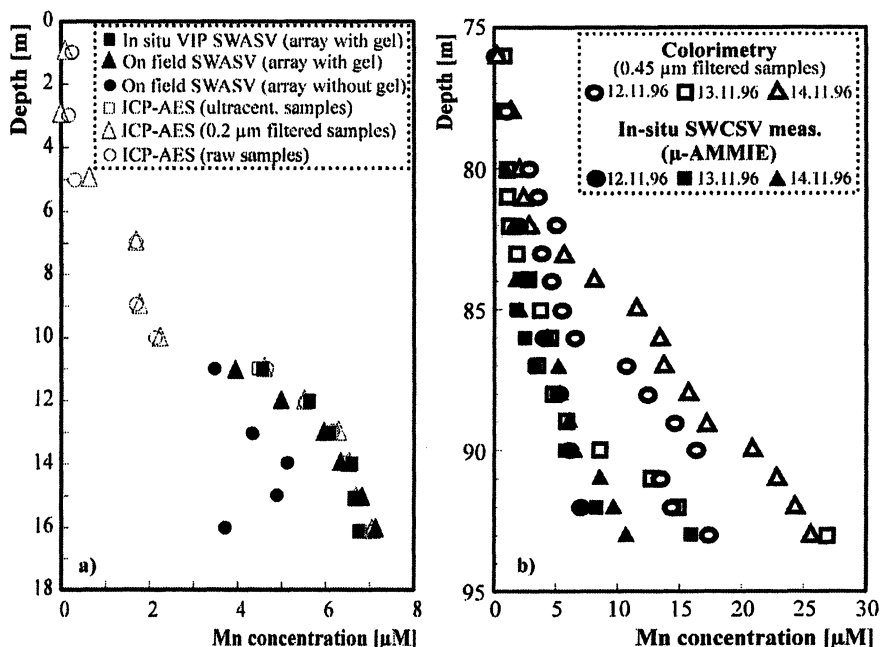 0
2
4
6
8
10
12
14
16
18
Depth [m]
■ In situ VIP SWASV (array with gel)
▲ On field SWASV (array with gel)
● On field SWASV (array without gel)
□ ICP-AES (ultracent. samples)
△ ICP-AES (0.2 µm filtered samples)
○ ICP-AES (raw samples)
a)
0 2 4 6 8
Mn concentration [µM]
75
80
85
90
95
Depth [m]
Colorimetry
(0.45 µm filtered samples)
○ 12.11.96 □ 13.11.96 △ 14.11.96
In-situ SWCSV meas.
(µ-AMMIE)
● 12.11.96 ■ 13.11.96 ▲ 14.11.96
b)
0 5 10 15 20 25 30
Mn concentration [µM]